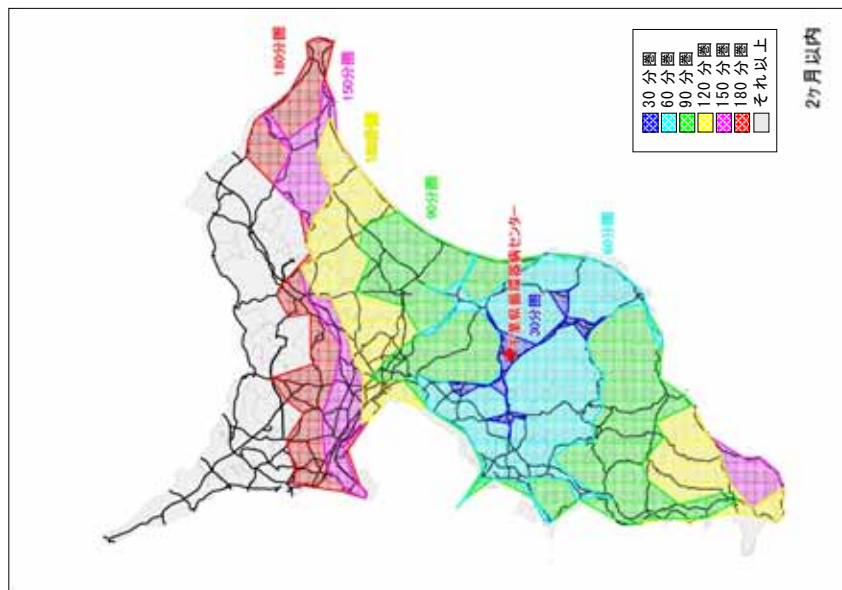 180分圏
150分圏
90分圏
60分圏
千葉県循環器病センター
30分圏
30 分 圏
60 分 圏
90 分 圏
120 分 圏
150 分 圏
180 分 圏
それ以上
2ヶ月以内